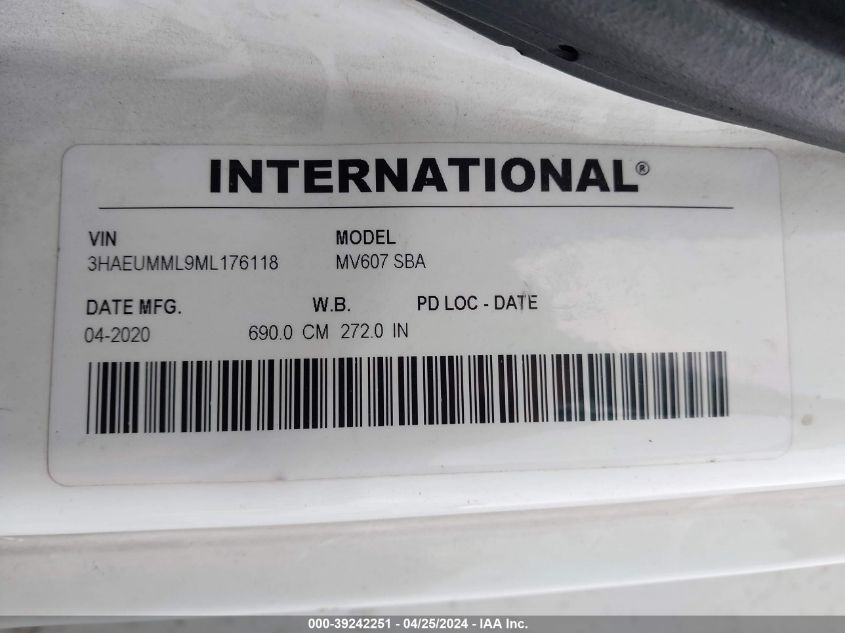 INTERNATIONAL®
VIN MODEL
3HAEUMML9ML176118 MV607 SBA
DATE MFG. W.B. PD LOC - DATE
04-2020 690.0 CM 272.0 IN
000-39242251 - 04/25/2024 - IAA Inc.